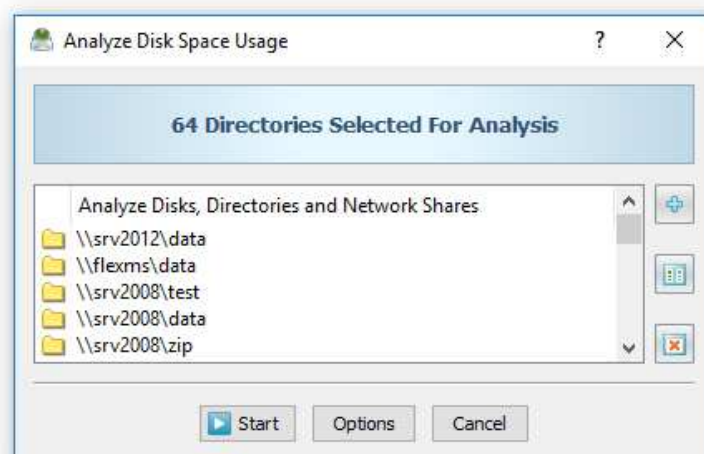 Analyze Disk Space Usage ?
64 Directories Selected For Analysis
Analyze Disks, Directories and Network Shares
\\srv2012\data
\\flexms\data
\\srv2008\test
\\srv2008\data
\\srv2008\zip
Start Options Cancel